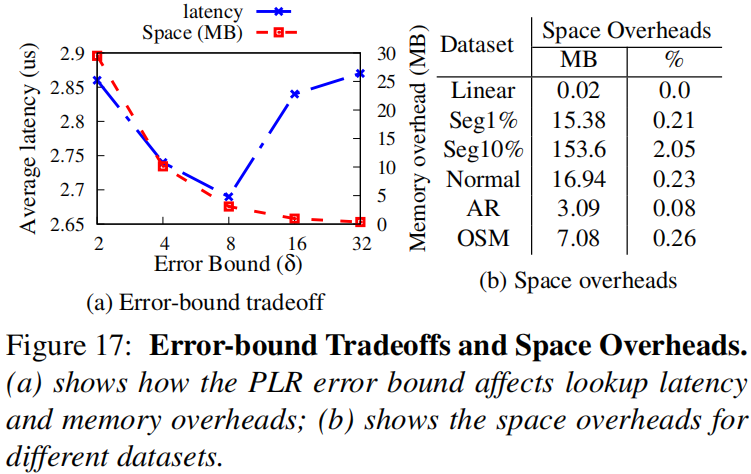 latency
Space (MB)
2.9
2.85
2.8
2.75
2.7
2.65
Average latency (us)
30
25
20
15
10
5
0
Memory overhead (MB)
2 4 8 16 32
Error Bound (δ)
(a) Error-bound tradeoff
Dataset Space Overheads
MB %
Linear 0.02 0.0
Seg1% 15.38 0.21
Seg10% 153.6 2.05
Normal 16.94 0.23
AR 3.09 0.08
OSM 7.08 0.26
(b) Space overheads
Figure 17: Error-bound Tradeoffs and Space Overheads.
(a) shows how the PLR error bound affects lookup latency
and memory overheads; (b) shows the space overheads for
different datasets.